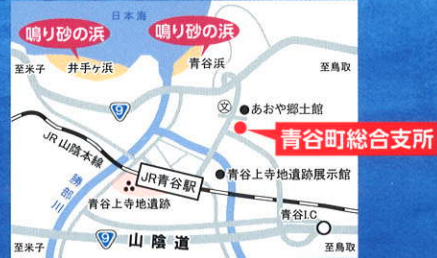 日本海
鳴り砂の浜
鳴り砂の浜
至米子
井手ヶ浜
青谷浜
至鳥取
9
文
あおや郷土館
青谷町総合支所
JR山陰本線
JR青谷駅
青谷上寺地遺跡展示館
勝部川
青谷上寺地遺跡
青谷I.C
至米子
9
山陰道
至鳥取